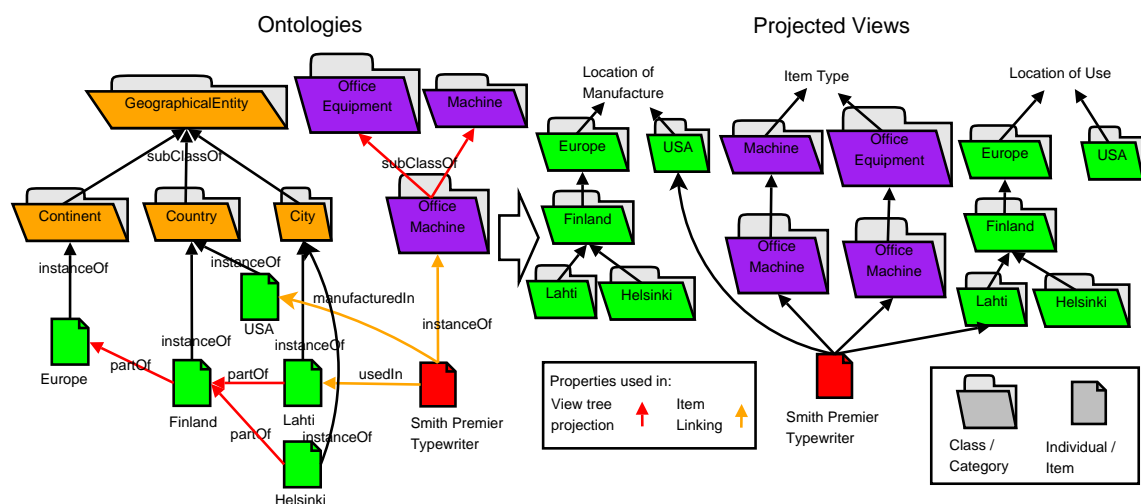 Ontologies
Projected Views
GeographicalEntity
Office
Equipment
Machine
subClassOf
subClassOf
Continent
Country
City
Office
Machine
instanceOf
instanceOf
manufacturedIn
instanceOf
USA
instanceOf
instanceOf
Europe
partOf
partOf
usedIn
Finland
Lahti
Smith Premier
Typewriter
partOf
instanceOf
Helsinki
Location of
Manufacture
Item Type
Location of Use
Europe
USA
Machine
Office
Equipment
Europe
USA
Finland
Finland
Office
Machine
Office
Machine
Lahti
Helsinki
Lahti
Helsinki
Smith Premier
Typewriter
Properties used in:
View tree
projection
Item
Linking
Class /
Category
Individual /
Item